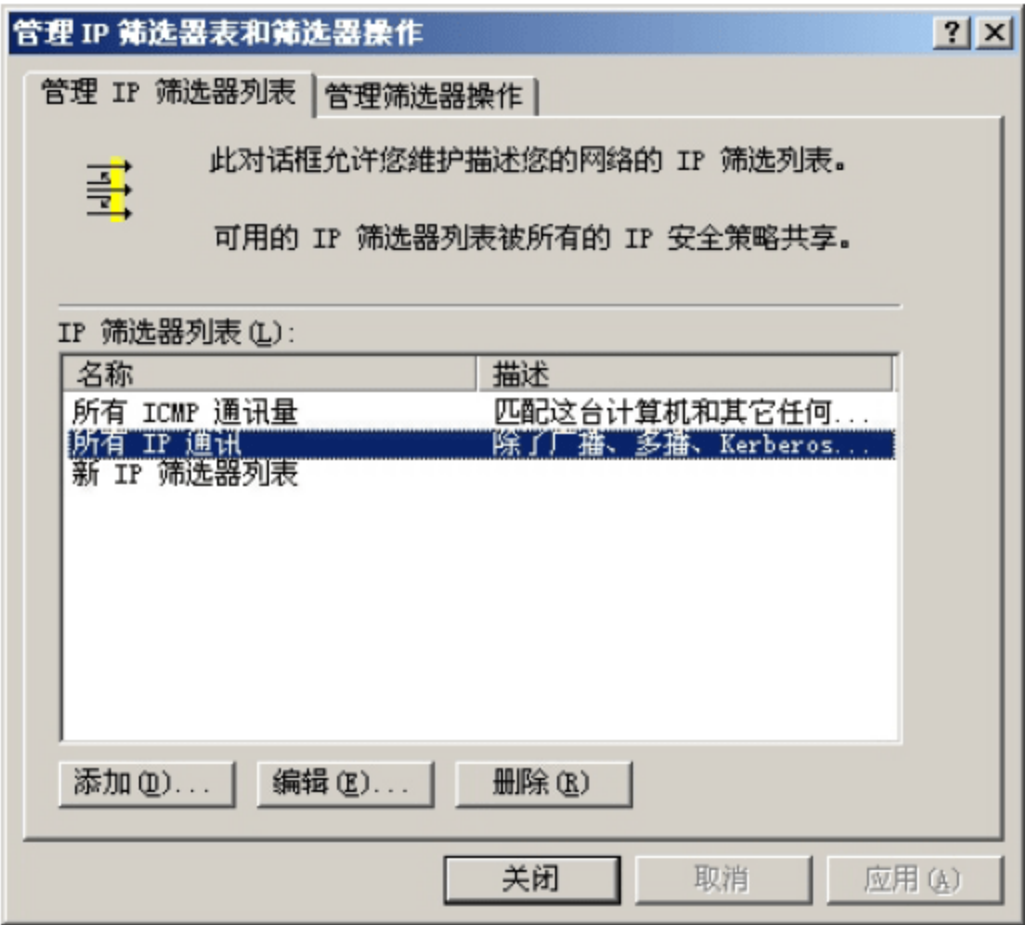 管理 IP 筛选器表和筛选器操作
管理 IP 筛选器列表 管理筛选器操作
此对话框允许您维护描述您的网络的 IP 筛选列表。
可用的 IP 筛选器列表被所有的 IP 安全策略共享。
IP 筛选器列表(L):
名称 描述
所有 ICMP 通讯量 匹配这台计算机和其它任何...
所有 IP 通讯 除了广播、多播、Kerberos...
新 IP 筛选器列表
添加(D)... 编辑(E)... 删除(R)
关闭 取消 应用(A)